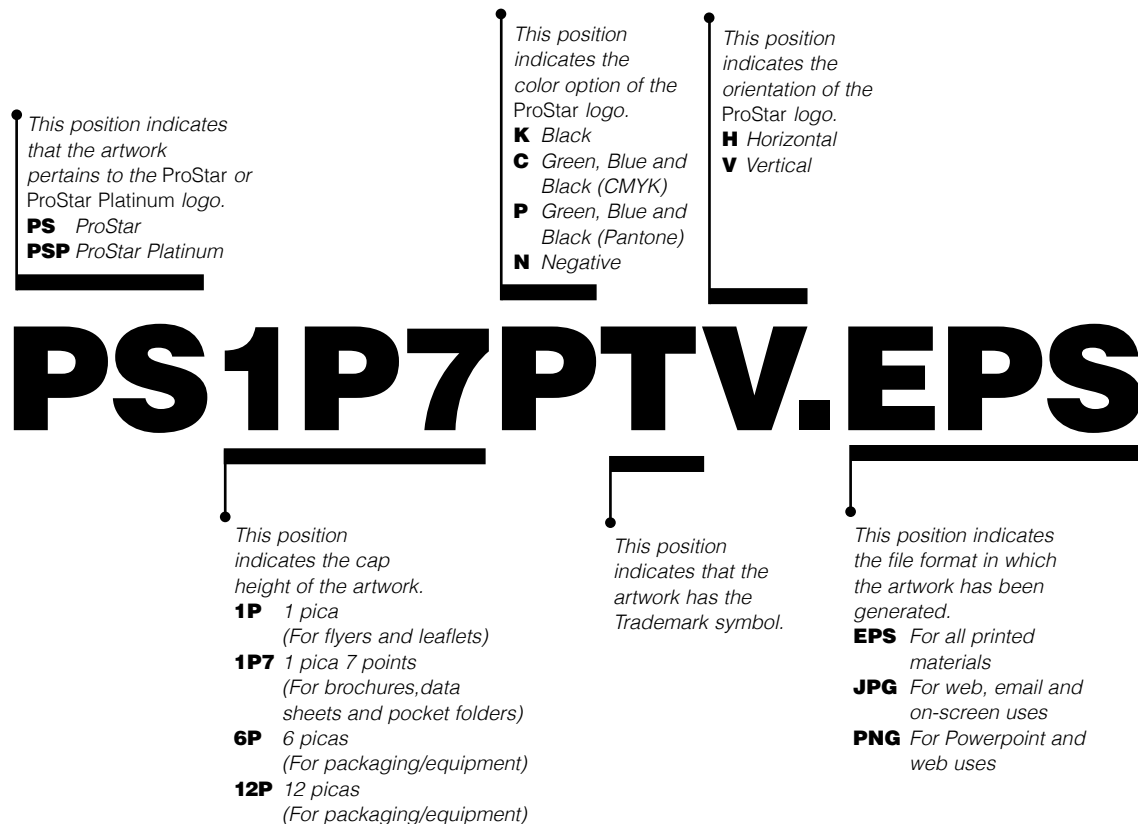 This position indicates
that the artwork
pertains to the ProStar or
ProStar Platinum logo.
PS ProStar
PSP ProStar Platinum
This position
indicates the
color option of the
ProStar logo.
K Black
C Green, Blue and
Black (CMYK)
P Green, Blue and
Black (Pantone)
N Negative
This position
indicates the
orientation of the
ProStar logo.
H Horizontal
V Vertical
PS1P7PTV.EPS
This position
indicates the cap
height of the artwork.
1P 1 pica
(For flyers and leaflets)
1P7 1 pica 7 points
(For brochures,data
sheets and pocket folders)
6P 6 picas
(For packaging/equipment)
12P 12 picas
(For packaging/equipment)
This position
indicates that the
artwork has the
Trademark symbol.
This position indicates
the file format in which
the artwork has been
generated.
EPS For all printed
materials
JPG For web, email and
on-screen uses
PNG For Powerpoint and
web uses